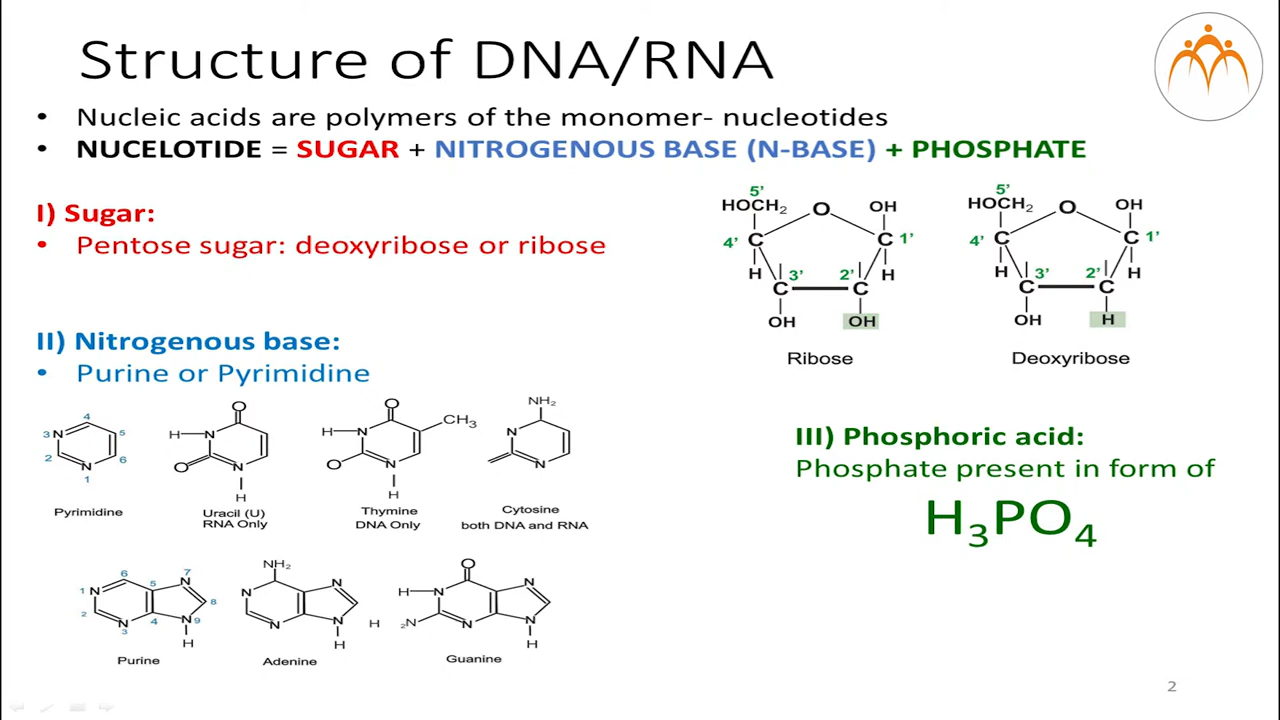 Structure of DNA/RNA
• Nucleic acids are polymers of the monomer- nucleotides
• NUCELOTIDE = SUGAR + NITROGENOUS BASE (N-BASE) + PHOSPHATE
I) Sugar:
• Pentose sugar: deoxyribose or ribose
5'
HOCH2 O OH
4' C C 1'
H 3' 2' H
C C
OH OH
Ribose
5'
HOCH2 O OH
4' C C 1'
H 3' 2' H
C C
OH H
Deoxyribose
II) Nitrogenous base:
• Purine or Pyrimidine
4
3 N 5
2 N 6
1
Pyrimidine
O
H N
O N
H
Uracil (U)
RNA Only
O
CH3
H N
O N
H
Thymine
DNA Only
NH2
N
N
Cytosine
both DNA and RNA
6 7
1 N 5 N
8
2 N 4 N 9
3
H
Purine
NH2
N N
N N
H
Adenine
O
H N N
H 2N N N
H
Guanine
III) Phosphoric acid:
Phosphate present in form of
H3PO4
2